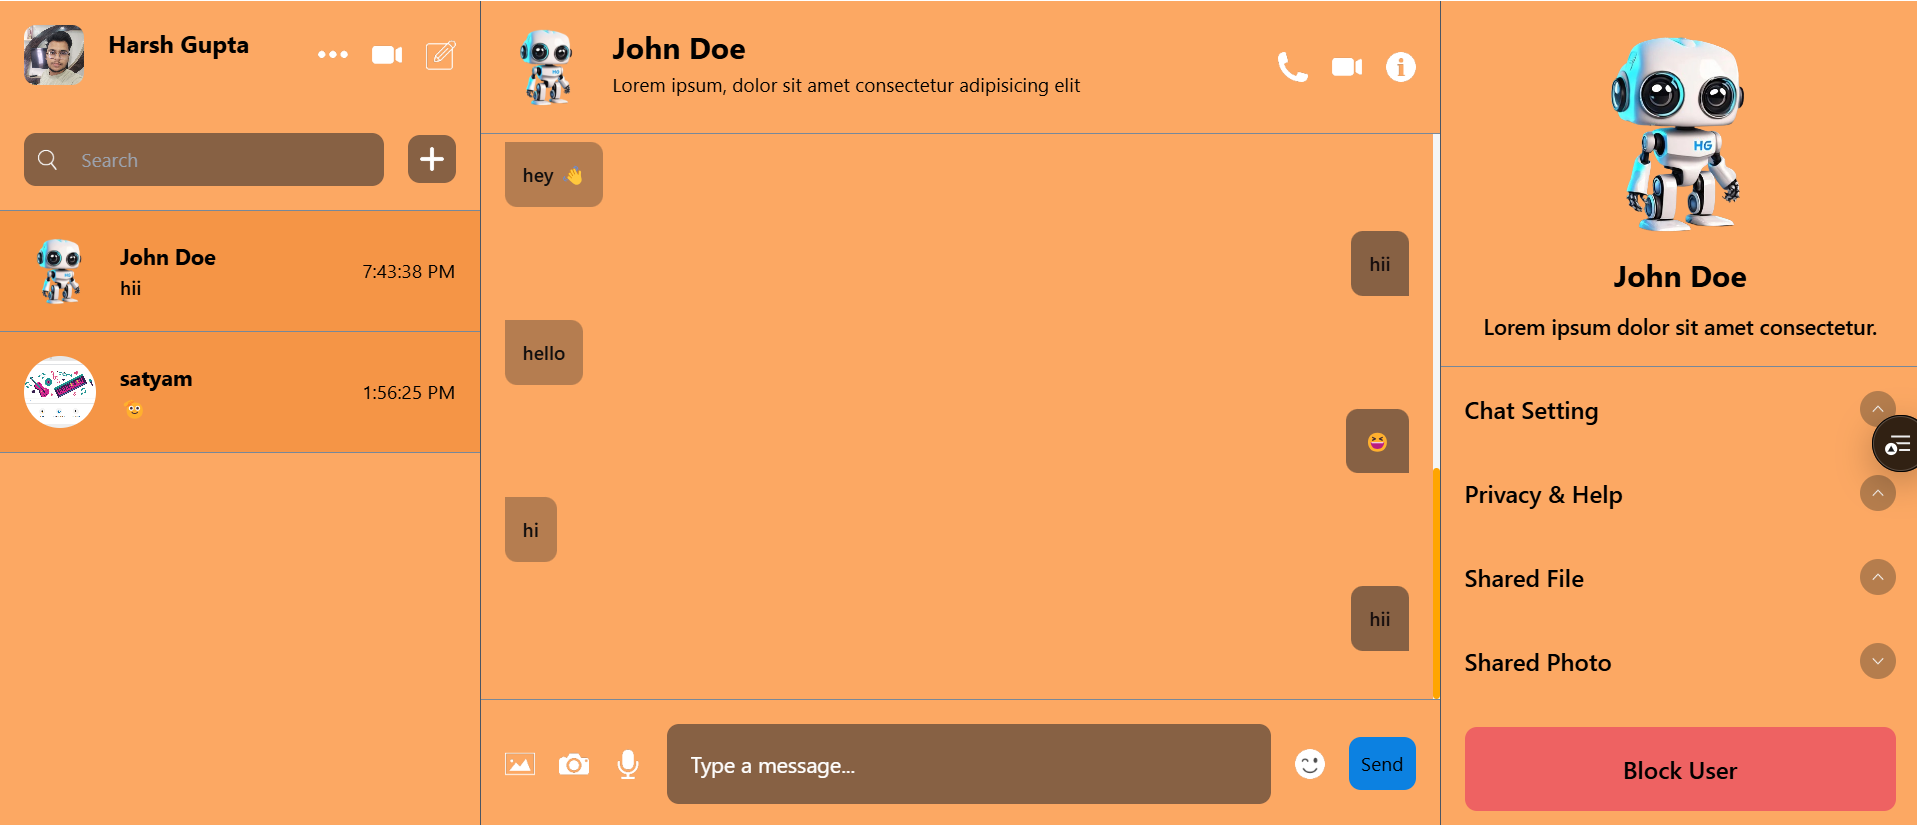 Harsh Gupta
Search
John Doe
hii
7:43:38 PM
satyam
1:56:25 PM
HG
John Doe
Lorem ipsum, dolor sit amet consectetur adipisicing elit
hey 👋
hii
hello
😆
hi
hii
Type a message...
Send
HG
John Doe
Lorem ipsum dolor sit amet consectetur.
Chat Setting
Privacy & Help
Shared File
Shared Photo
Block User